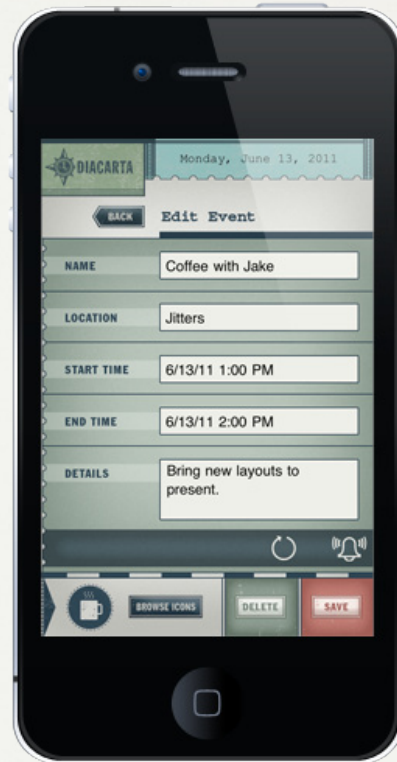 DIACARTA
Monday, June 13, 2011
BACK
Edit Event
NAME
Coffee with Jake
LOCATION
Jitters
START TIME
6/13/11 1:00 PM
END TIME
6/13/11 2:00 PM
DETAILS
Bring new layouts to
present.
BROWSE ICONS
DELETE
SAVE